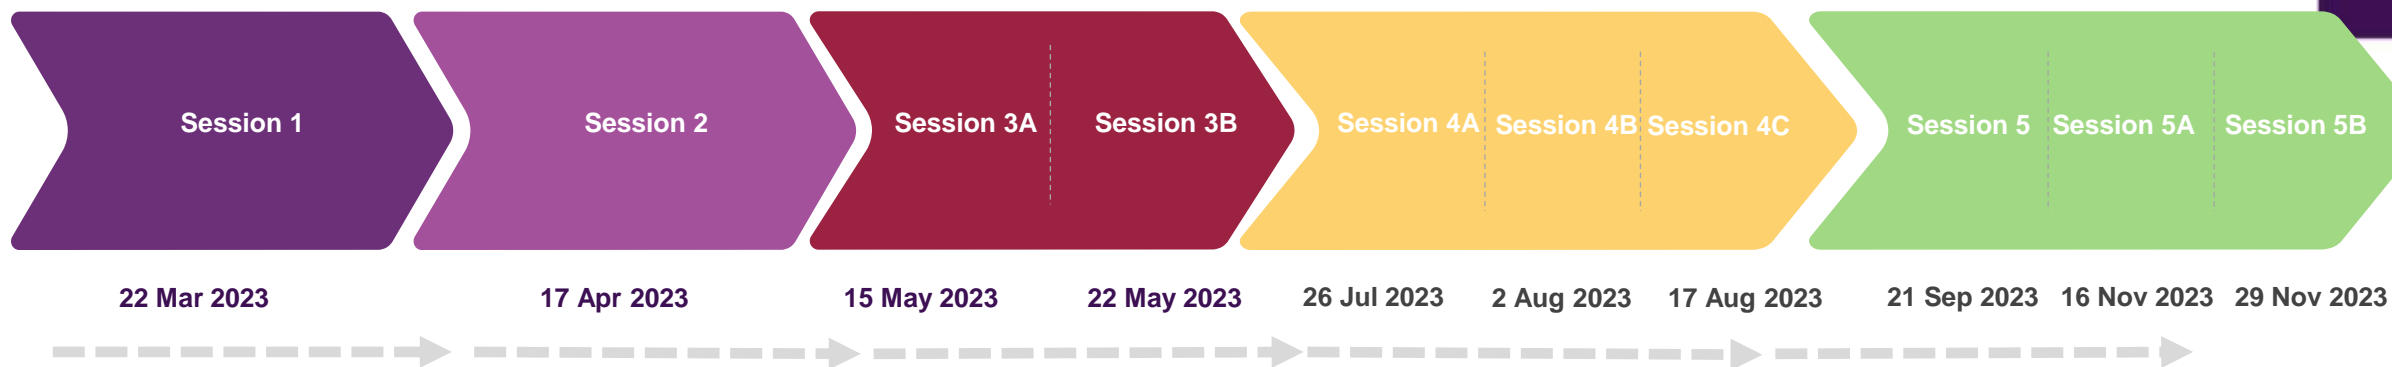 Session 1
Session 2
Session 3A
Session 3B
Session 4A
Session 4B
Session 4C
Session 5
Session 5A
Session 5B
22 Mar 2023
17 Apr 2023
15 May 2023
22 May 2023
26 Jul 2023
2 Aug 2023
17 Aug 2023
21 Sep 2023
16 Nov 2023
29 Nov 2023